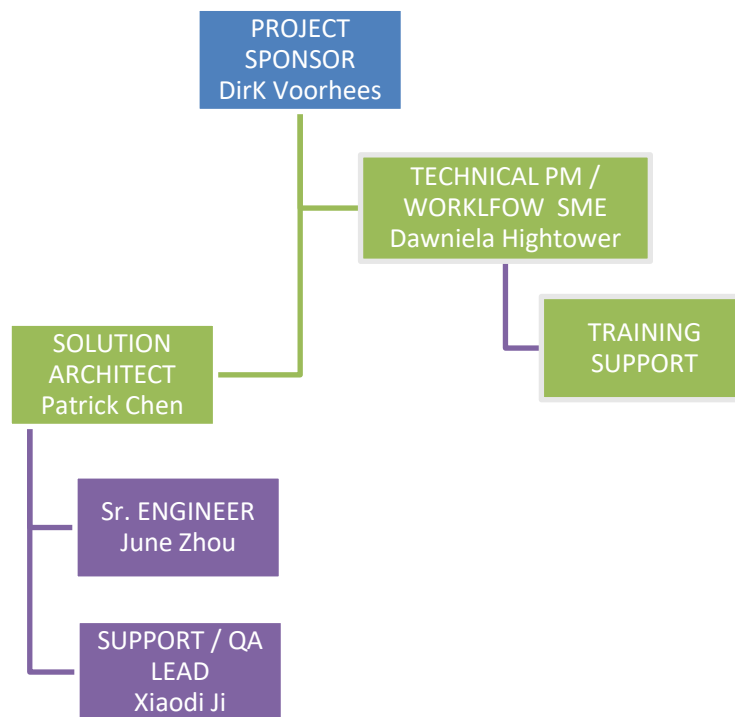 PROJECT
SPONSOR
DirK Voorhees
TECHNICAL PM /
WORKLFOW  SME
Dawniela Hightower
TRAINING
SUPPORT
SOLUTION
ARCHITECT
Patrick Chen
Sr. ENGINEER
June Zhou
SUPPORT / QA
LEAD
Xiaodi Ji